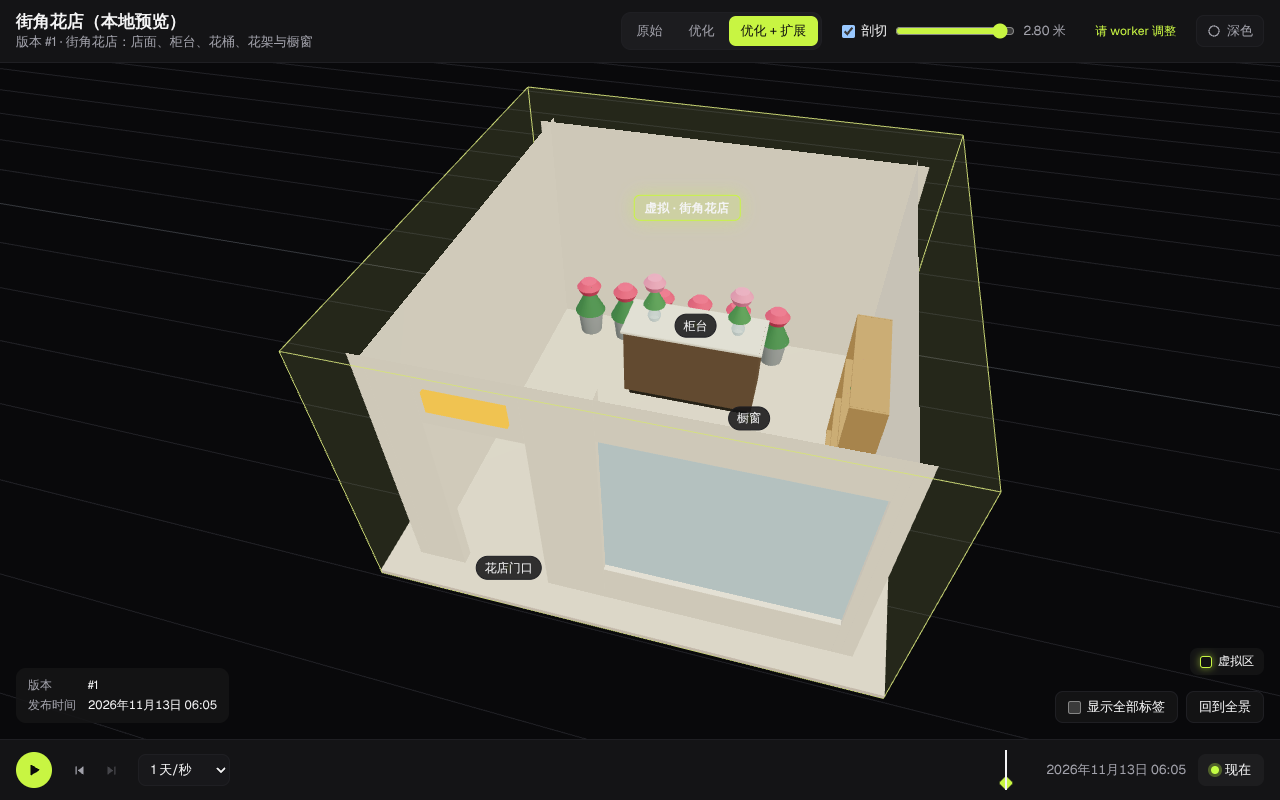 街角花店（本地预览）
版本 #1 · 街角花店：店面、柜台、花桶、花架与橱窗
原始
优化
优化 + 扩展
剖切
2.80 米
请 worker 调整
深色
虚拟 · 街角花店
柜台
橱窗
花店门口
虚拟区
版本 #1
发布时间 2026年11月13日 06:05
显示全部标签
回到全景
1 天/秒
2026年11月13日 06:05
现在